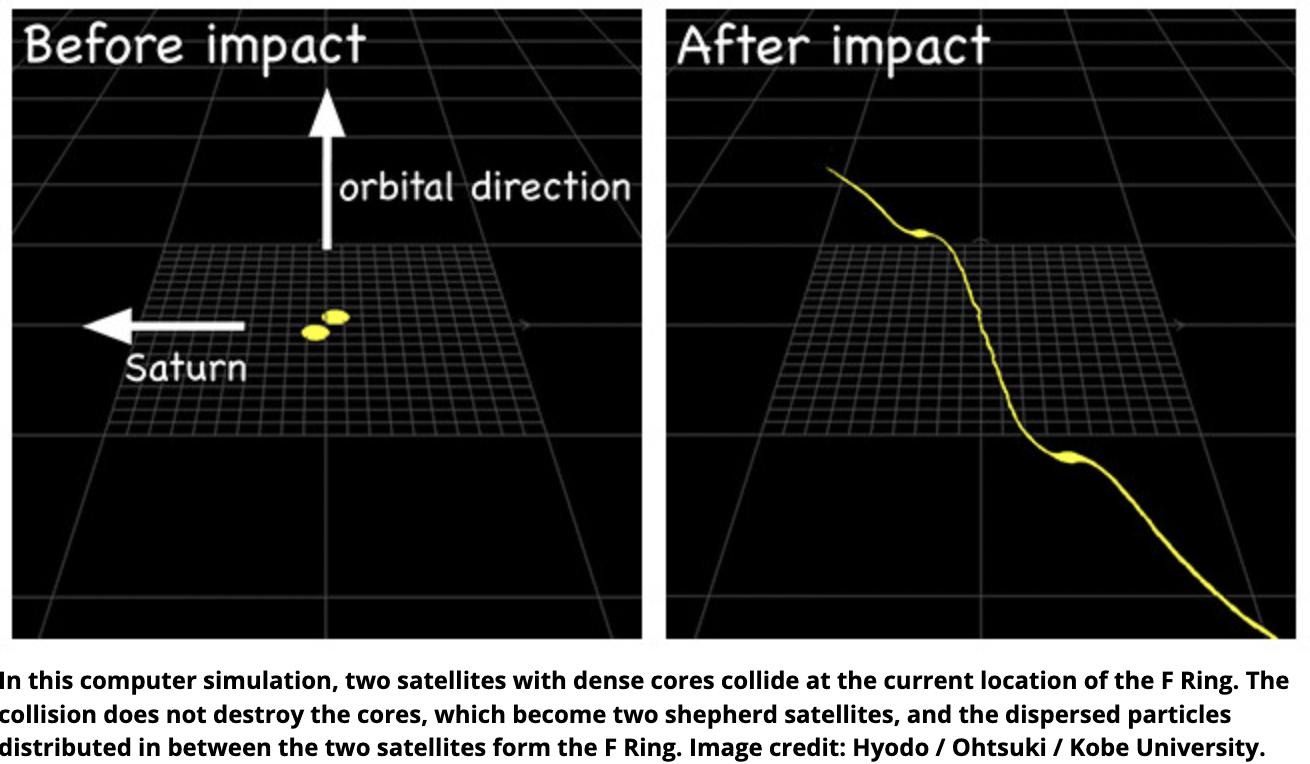 Before impact
orbital direction
Saturn
After impact
In this computer simulation, two satellites with dense cores collide at the current location of the F Ring. The
collision does not destroy the cores, which become two shepherd satellites, and the dispersed particles
distributed in between the two satellites form the F Ring. Image credit: Hyodo / Ohtsuki / Kobe University.